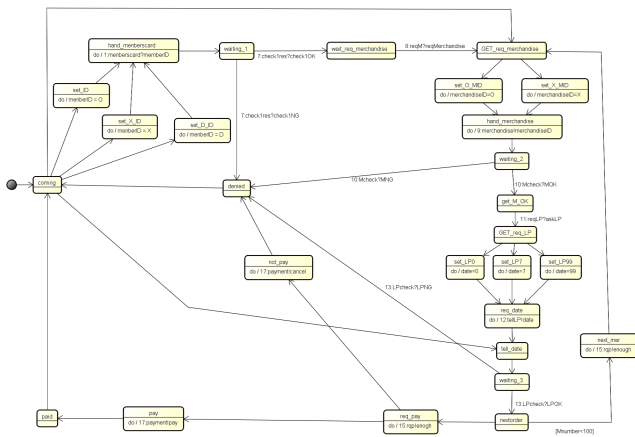 hand_menberscard
do / 1:menberscard?memberID
waiting_1
7:check1res?check1OK
wait_req_merchandise
8:reqM?reqMerchandise
GET_req_merchandise
set_ID
do / menberID = O
set_X_ID
do / menberID = X
set_D_ID
do / menberID = D
7:check1res?check1NG
set_O_MID
do / merchandiseID=O
set_X_MID
do / merchandiseID=X
hand_merchandise
do / 9:merchandise!merchandiseID
waiting_2
10:Mcheck?MNG
10:Mcheck?MOK
coming
denied
get_M_OK
11:reqLP?askLP
GET_req_LP
set_LP0
do / date=0
set_LP7
do / date=7
set_LP99
do / date=99
not_pay
do / 17:payment!cancel
13:LPcheck?LPNG
req_date
do / 12:tellLP!date
tell_date
next_mer
do / 15:rqp!enough
waiting_3
13:LPcheck?LPOK
paid
pay
do / 17:payment!pay
req_pay
do / 15:rqp!enogh
nextorder
[Mnumber<100]